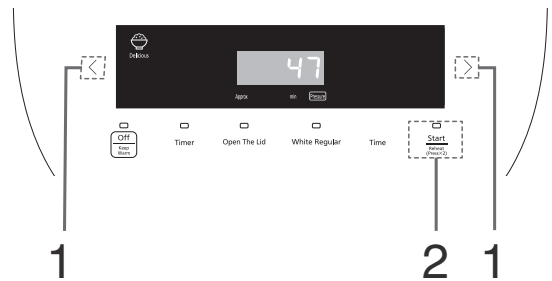 Delicious
47
Approx
min
Pressure
Off
Keep
Warm
Timer
Open The Lid
White Regular
Time
Start
Reheat
(Press×2)
1
2
1